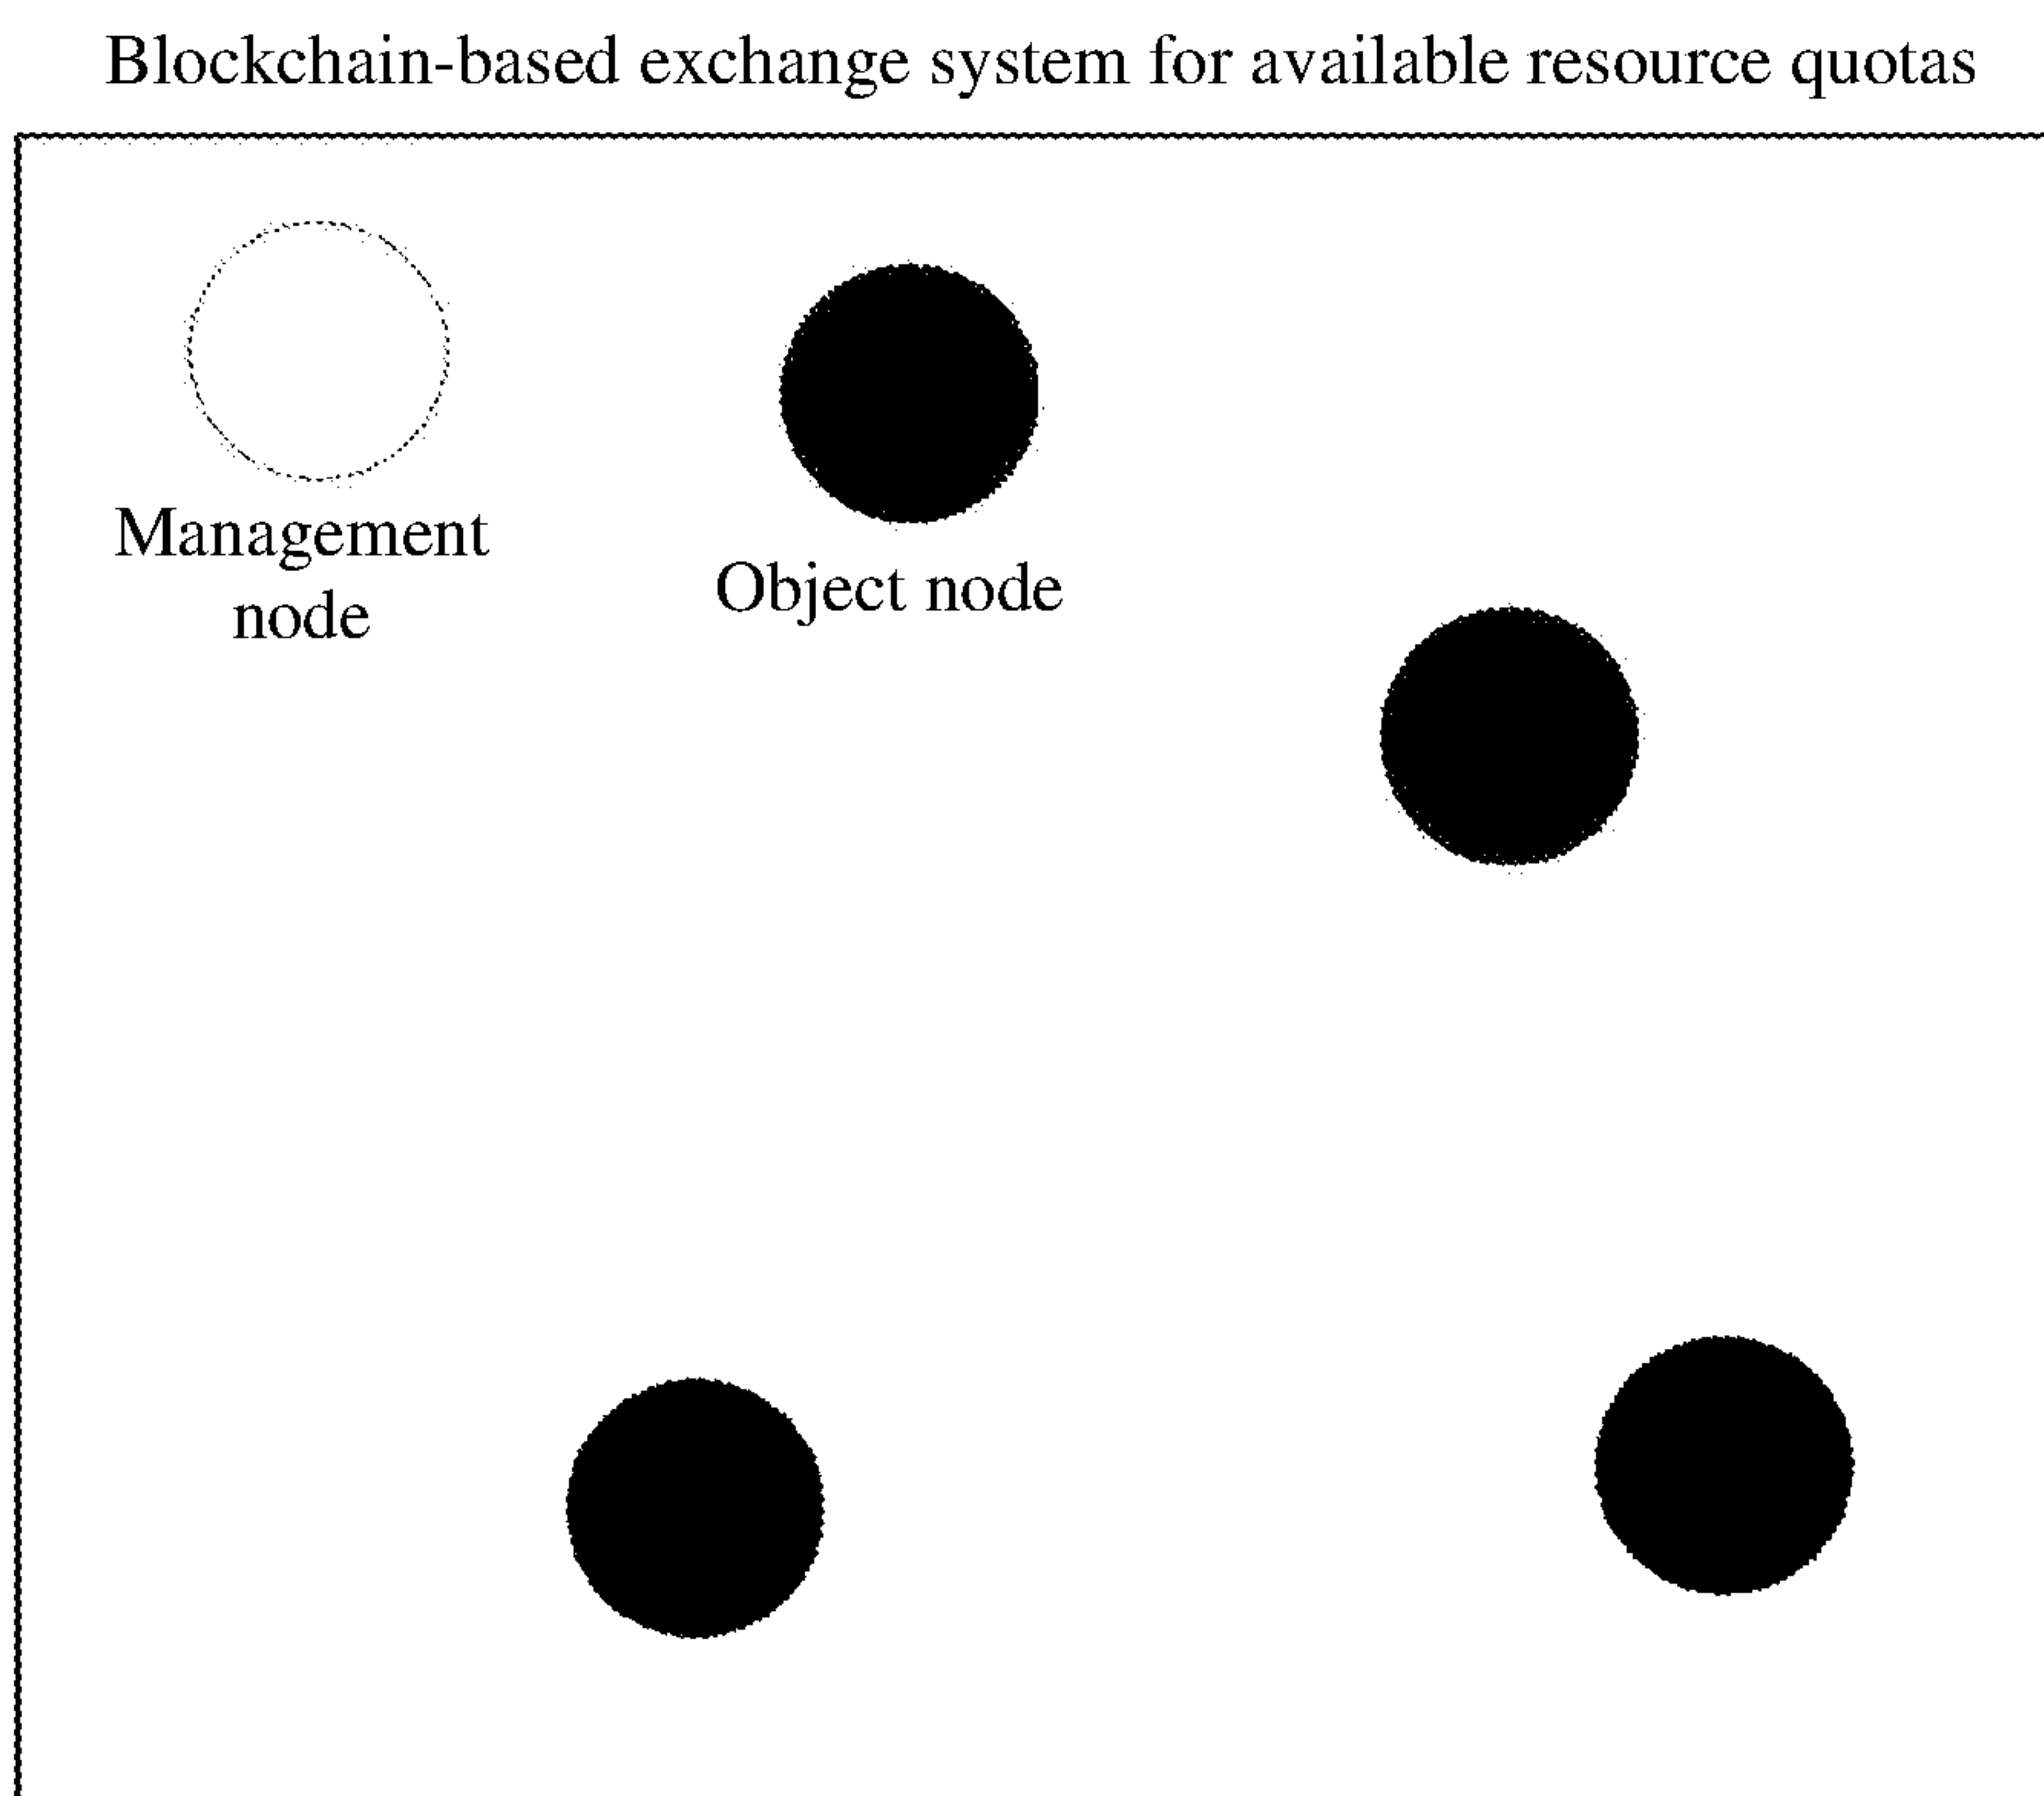 Blockchain-based exchange system for available resource quotas
Management
node
Object node